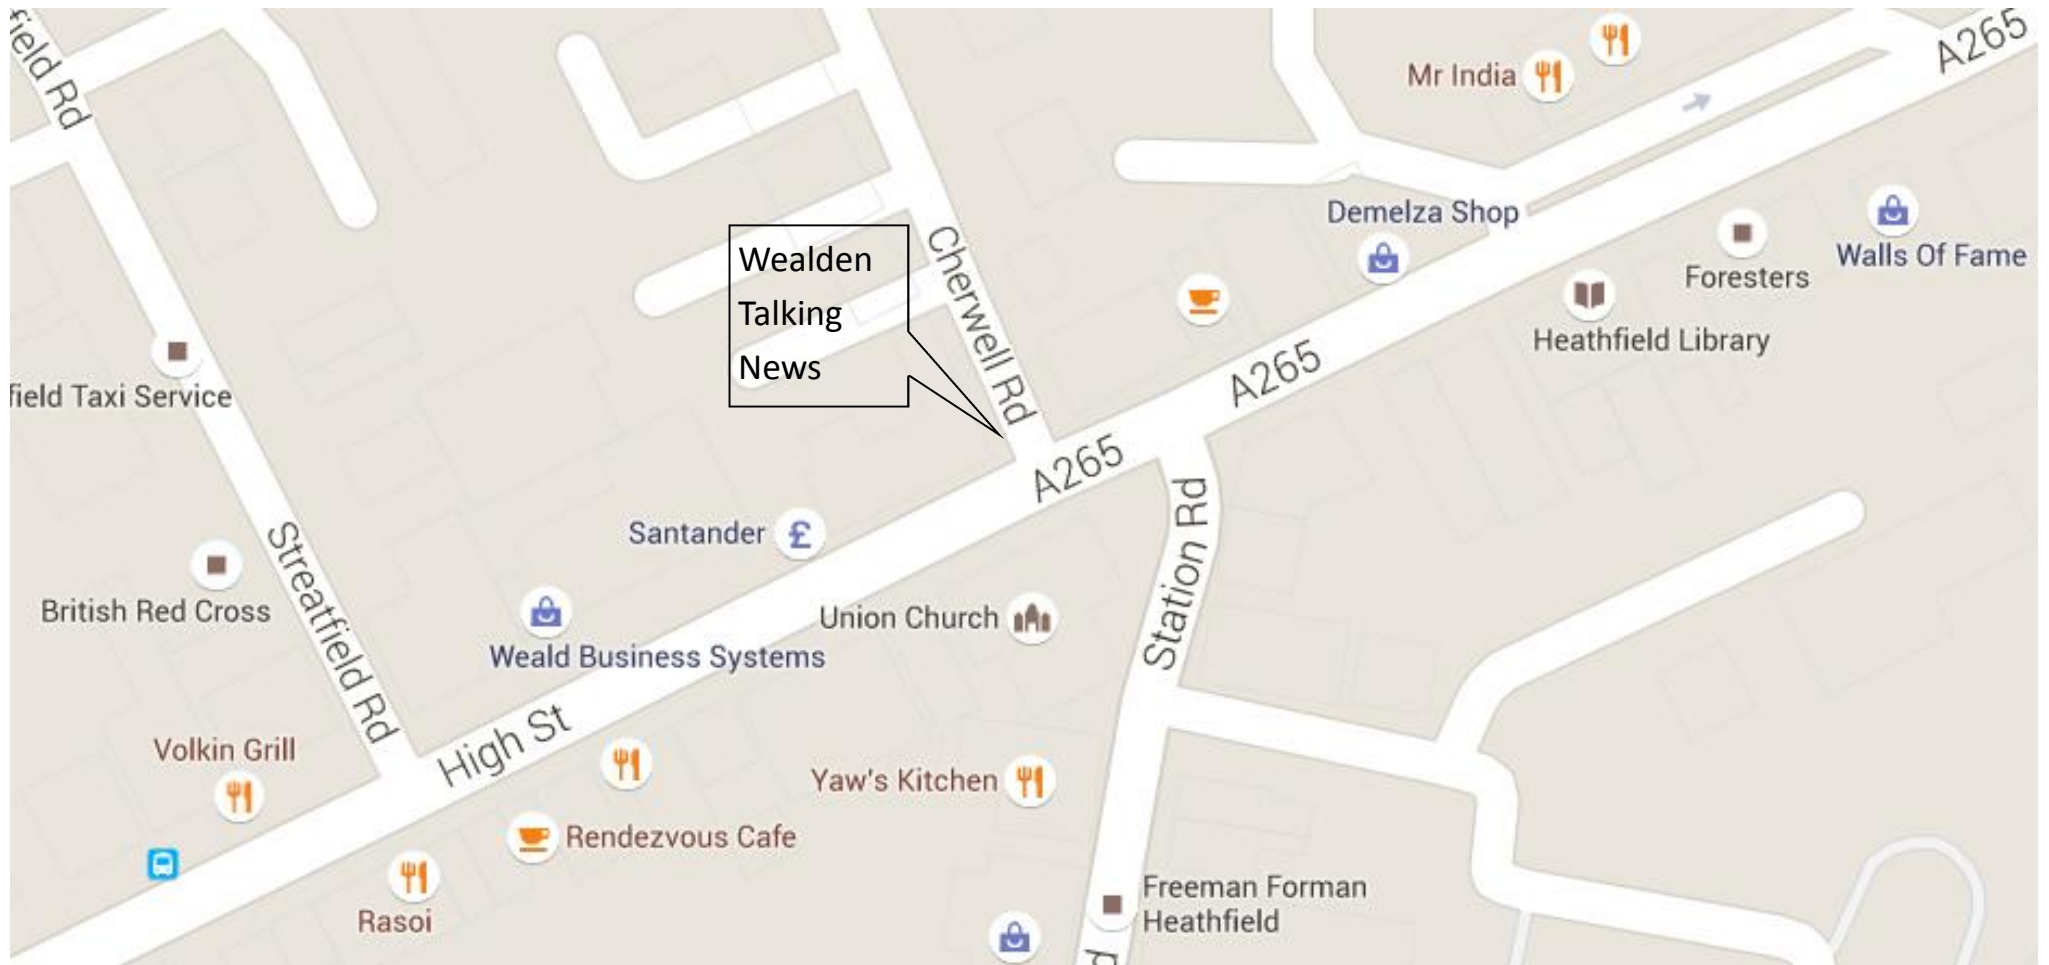 field Rd
A265
Mr India
Demelza Shop
Walls Of Fame
Foresters
Wealden
Talking
News
Cherwell Rd
Heathfield Library
A265
field Taxi Service
A265
Station Rd
Santander
£
Streatfield Rd
British Red Cross
Union Church
Weald Business Systems
High St
Volkin Grill
Yaw's Kitchen
Rendezvous Cafe
Rasoi
Freeman Forman
Heathfield
d